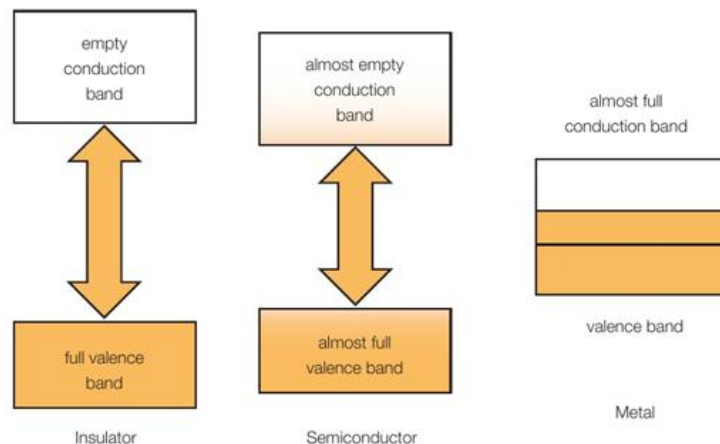 empty
conduction
band
full valence
band
Insulator
almost empty
conduction
band
almost full
valence band
Semiconductor
almost full
conduction band
valence band
Metal